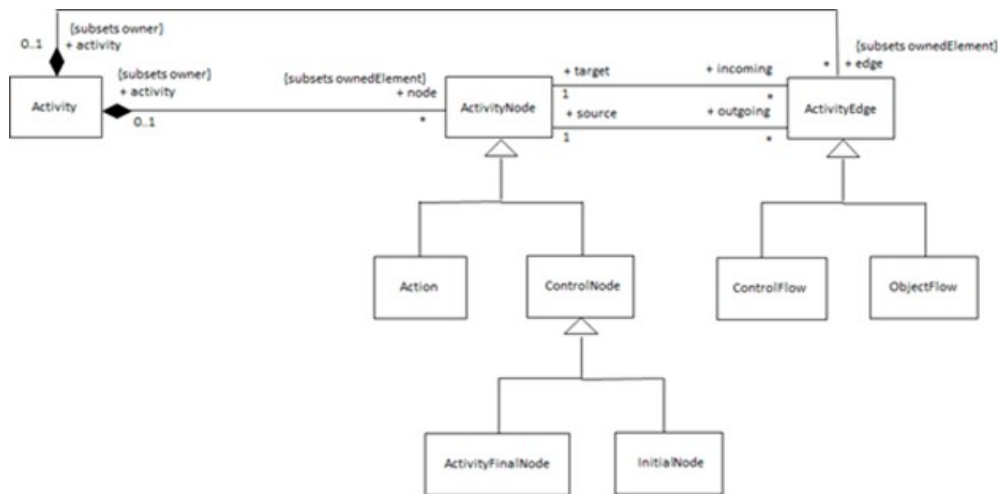 {subsets owner}
+ activity
0..1
{subsets ownedElement}
+ edge
*
{subsets owner}
+ activity
0..1
{subsets ownedElement}
+ node
*
+ target
1
+ incoming
*
+ source
1
+ outgoing
*
Activity
ActivityNode
ActivityEdge
Action
ControlNode
ControlFlow
ObjectFlow
ActivityFinalNode
InitialNode